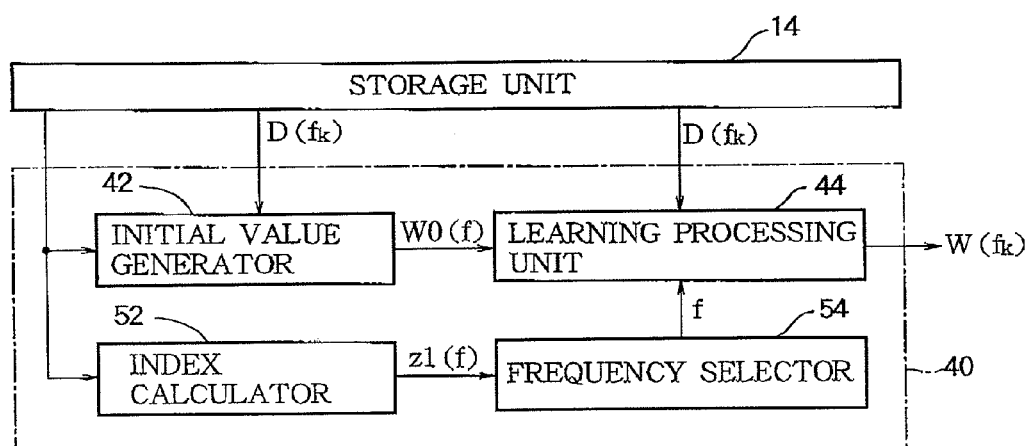 14
STORAGE UNIT
D(fk)
D(fk)
42
44
INITIAL VALUE
GENERATOR
W0(f)
LEARNING PROCESSING
UNIT
W(fk)
52
f
54
INDEX
CALCULATOR
z1(f)
FREQUENCY SELECTOR
40